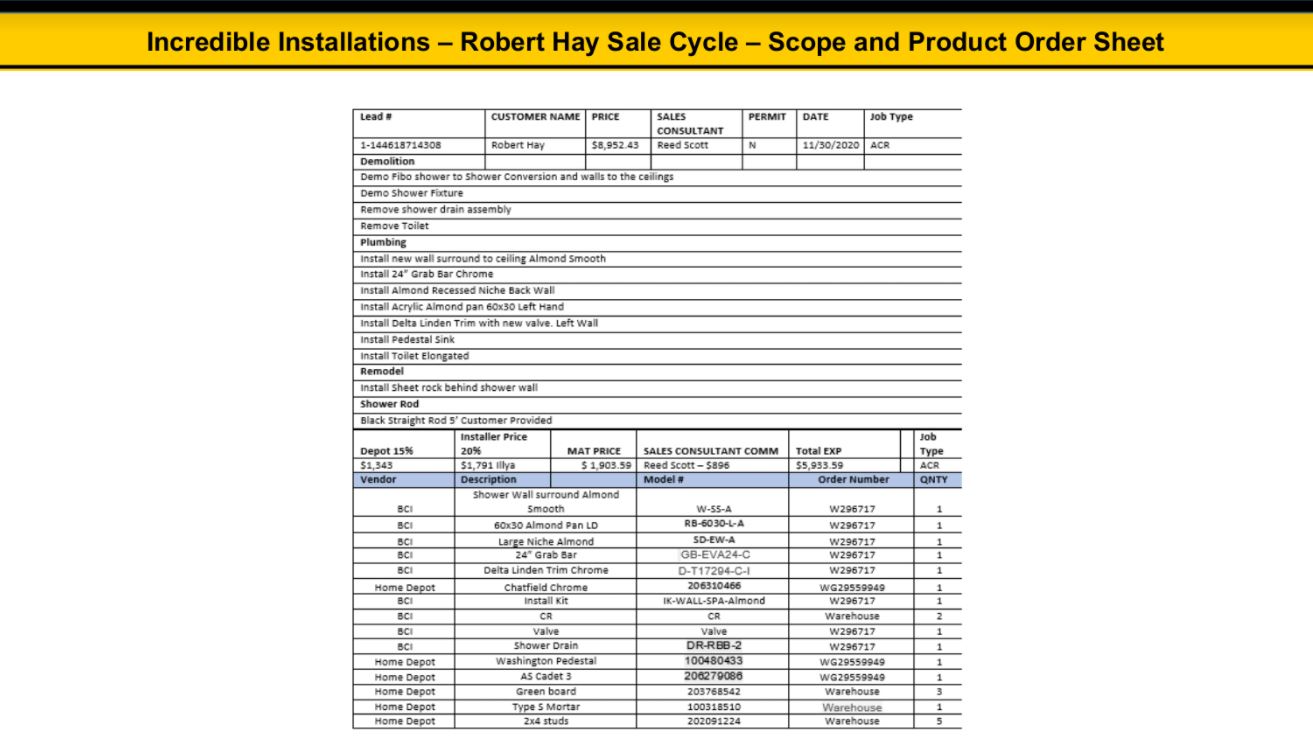 Incredible Installations – Robert Hay Sale Cycle – Scope and Product Order Sheet
Lead # CUSTOMER NAME PRICE SALES CONSULTANT PERMIT DATE Job Type
1-144618714308 Robert Hay $8,952.43 Reed Scott N 11/30/2020 ACR
Demolition
Demo Fibo shower to Shower Conversion and walls to the ceilings
Demo Shower Fixture
Remove shower drain assembly
Remove Toilet
Plumbing
Install new wall surround to ceiling Almond Smooth
Install 24" Grab Bar Chrome
Install Almond Recessed Niche Back Wall
Install Acrylic Almond pan 60x30 Left Hand
Install Delta Linden Trim with new valve. Left Wall
Install Pedestal Sink
Install Toilet Elongated
Remodel
Install Sheet rock behind shower wall
Shower Rod
Black Straight Rod 5' Customer Provided
Depot 15% Installer Price 20% MAT PRICE SALES CONSULTANT COMM Total EXP Job Type
$1,343 $1,791 Illya $ 1,903.59 Reed Scott – $896 $5,933.59 ACR
Vendor Description Model # Order Number QNTY
BCI Shower Wall surround Almond Smooth W-SS-A W296717 1
BCI 60x30 Almond Pan LD RB-6030-L-A W296717 1
BCI Large Niche Almond SD-EW-A W296717 1
BCI 24" Grab Bar GB-EVA24-C W296717 1
BCI Delta Linden Trim Chrome D-T17294-C-I W296717 1
Home Depot Chatfield Chrome 206310466 WG29559949 1
BCI Install Kit IK-WALL-SPA-Almond W296717 1
BCI CR CR Warehouse 2
BCI Valve Valve W296717 1
BCI Shower Drain DR-RBB-2 W296717 1
Home Depot Washington Pedestal 100480433 WG29559949 1
Home Depot AS Cadet 3 206279086 WG29559949 1
Home Depot Green board 203768542 Warehouse 3
Home Depot Type S Mortar 100318510 Warehouse 1
Home Depot 2x4 studs 202091224 Warehouse 5